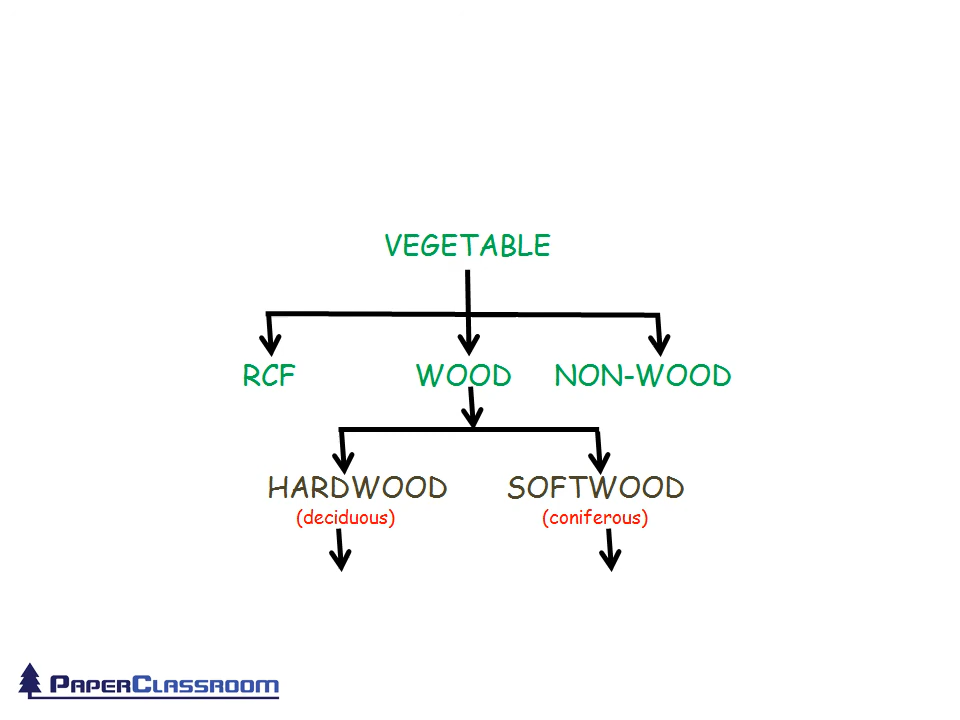 VEGETABLE
RCF WOOD NON-WOOD
HARDWOOD SOFTWOOD
(deciduous) (coniferous)
PAPERCLASSROOM